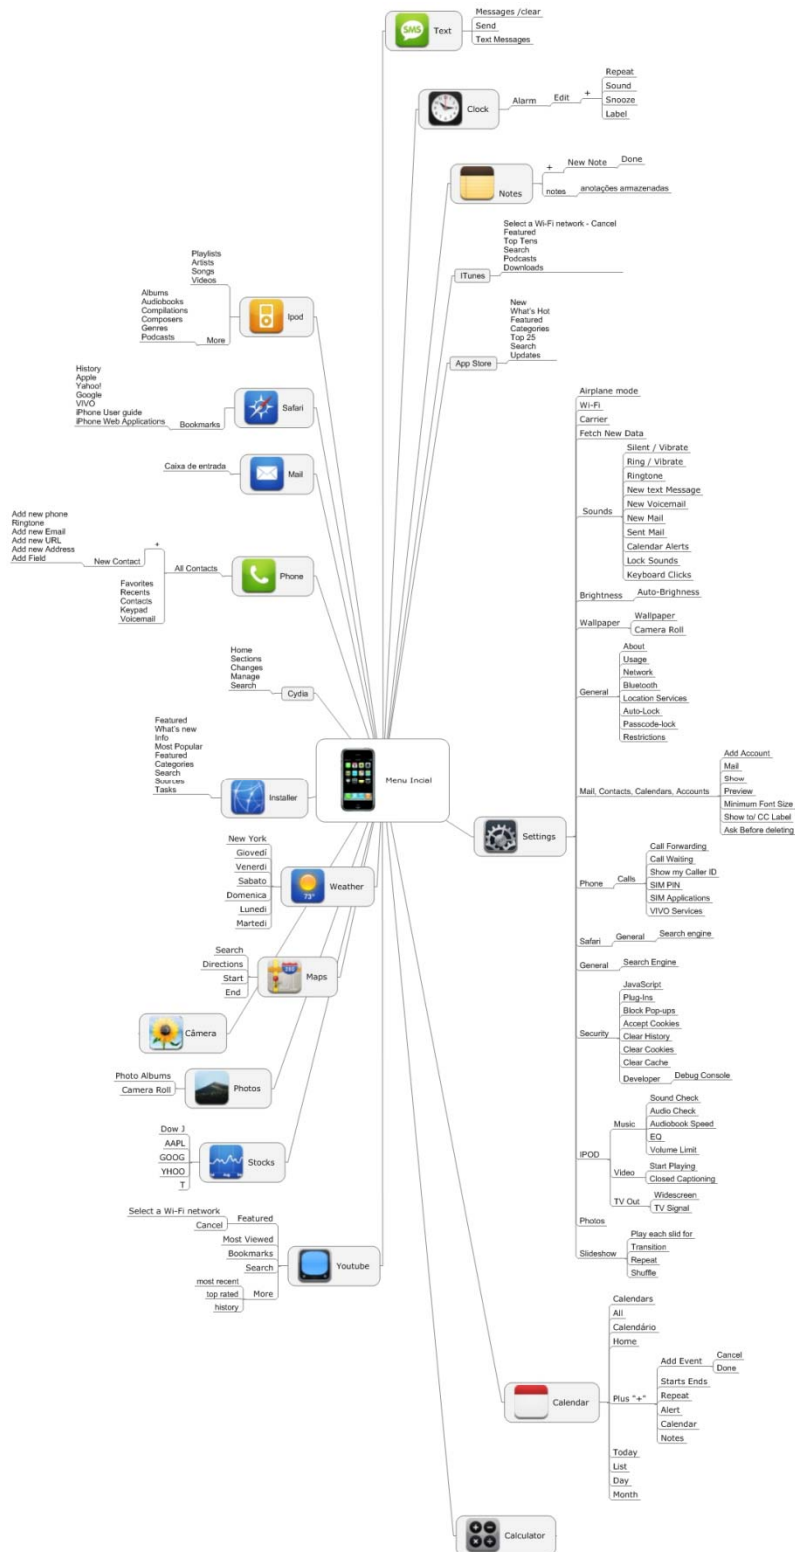 SMS
Text
Messages /clear
Send
Text Messages
Clock
Alarm
Edit
+
Repeat
Sound
Snooze
Label
Notes
+
New Note
Done
notes
anotações armazenadas
ITunes
Select a Wi-Fi network - Cancel
Featured
Top Tens
Search
Podcasts
Downloads
App Store
New
What's Hot
Featured
Categories
Top 25
Search
Updates
Playlists
Artists
Songs
Videos
Albums
Audiobooks
Compilations
Composers
Genres
Podcasts
More
Ipod
History
Apple
Yahoo!
Google
VIVO
iPhone User guide
iPhone Web Applications
Bookmarks
Safari
Caixa de entrada
Mail
Add new phone
Ringtone
Add new Email
Add new URL
Add new Address
Add Field
New Contact
+
Favorites
Recents
Contacts
Keypad
Voicemail
All Contacts
Phone
Home
Sections
Changes
Manage
Search
Cydia
Featured
What's new
Info
Most Popular
Featured
Categories
Search
Sources
Tasks
Installer
Menu Incial
New York
Giovedí
Venerdi
Sabato
Domenica
Lunedi
Martedi
73°
Weather
Search
Directions
Start
End
280
Maps
Câmera
Photo Albums
Camera Roll
Photos
Dow J
AAPL
GOOG
YHOO
T
Stocks
Select a Wi-Fi network
Cancel
Featured
Most Viewed
Bookmarks
Search
most recent
top rated
history
More
Youtube
Settings
Airplane mode
Wi-Fi
Carrier
Fetch New Data
Sounds
Silent / Vibrate
Ring / Vibrate
Ringtone
New text Message
New Voicemail
New Mail
Sent Mail
Calendar Alerts
Lock Sounds
Keyboard Clicks
Brightness
Auto-Brighness
Wallpaper
Wallpaper
Camera Roll
General
About
Usage
Network
Bluetooth
Location Services
Auto-Lock
Passcode-lock
Restrictions
Mail, Contacts, Calendars, Accounts
Add Account
Mail
Show
Preview
Minimum Font Size
Show to/ CC Label
Ask Before deleting
Phone
Calls
Call Forwarding
Call Waiting
Show my Caller ID
SIM PIN
SIM Applications
VIVO Services
Safari
General
Search engine
General
Search Engine
Security
JavaScript
Plug-Ins
Block Pop-ups
Accept Cookies
Clear History
Clear Cookies
Clear Cache
Developer
Debug Console
IPOD
Music
Sound Check
Audio Check
Audiobook Speed
EQ
Volume Limit
Video
Start Playing
Closed Captioning
TV Out
Widescreen
TV Signal
Photos
Slideshow
Play each slid for
Transition
Repeat
Shuffle
Calendar
Calendars
All
Calendário
Home
Plus "+"
Add Event
Cancel
Done
Starts Ends
Repeat
Alert
Calendar
Notes
Today
List
Day
Month
Calculator